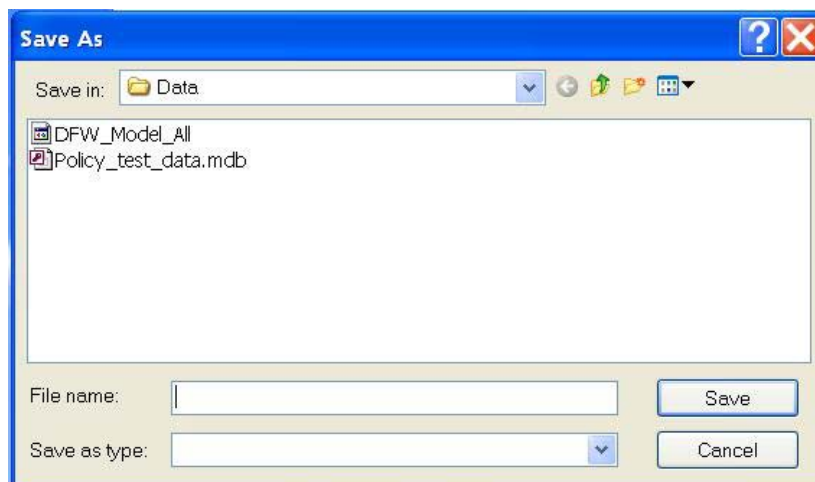 Save As
Save in: Data
DFW_Model_All
Policy_test_data.mdb
File name: Save
Save as type: Cancel